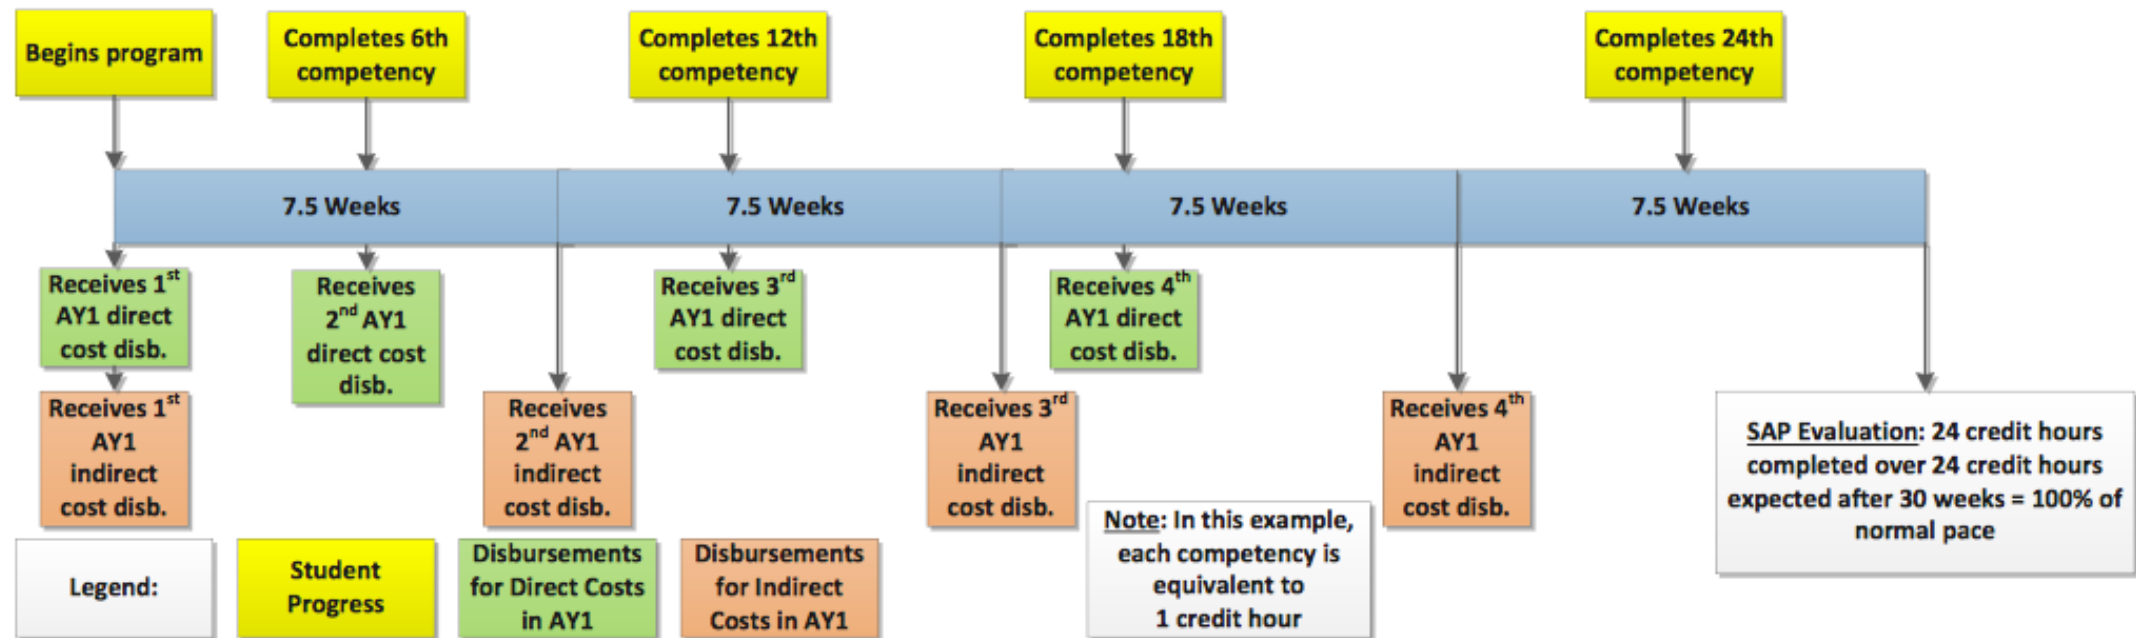 Begins program
Completes 6th
competency
Completes 12th
competency
Completes 18th
competency
Completes 24th
competency
7.5 Weeks
7.5 Weeks
7.5 Weeks
7.5 Weeks
Receives 1st
AY1 direct
cost disb.
Receives
2nd AY1
direct cost
disb.
Receives 3rd
AY1 direct
cost disb.
Receives 4th
AY1 direct
cost disb.
Receives 1st
AY1
indirect
cost disb.
Receives
2nd AY1
indirect
cost disb.
Receives 3rd
AY1
indirect
cost disb.
Receives 4th
AY1
indirect
cost disb.
SAP Evaluation: 24 credit hours
completed over 24 credit hours
expected after 30 weeks = 100% of
normal pace
Note: In this example,
each competency is
equivalent to
1 credit hour
Legend:
Student
Progress
Disbursements
for Direct Costs
in AY1
Disbursements
for Indirect
Costs in AY1